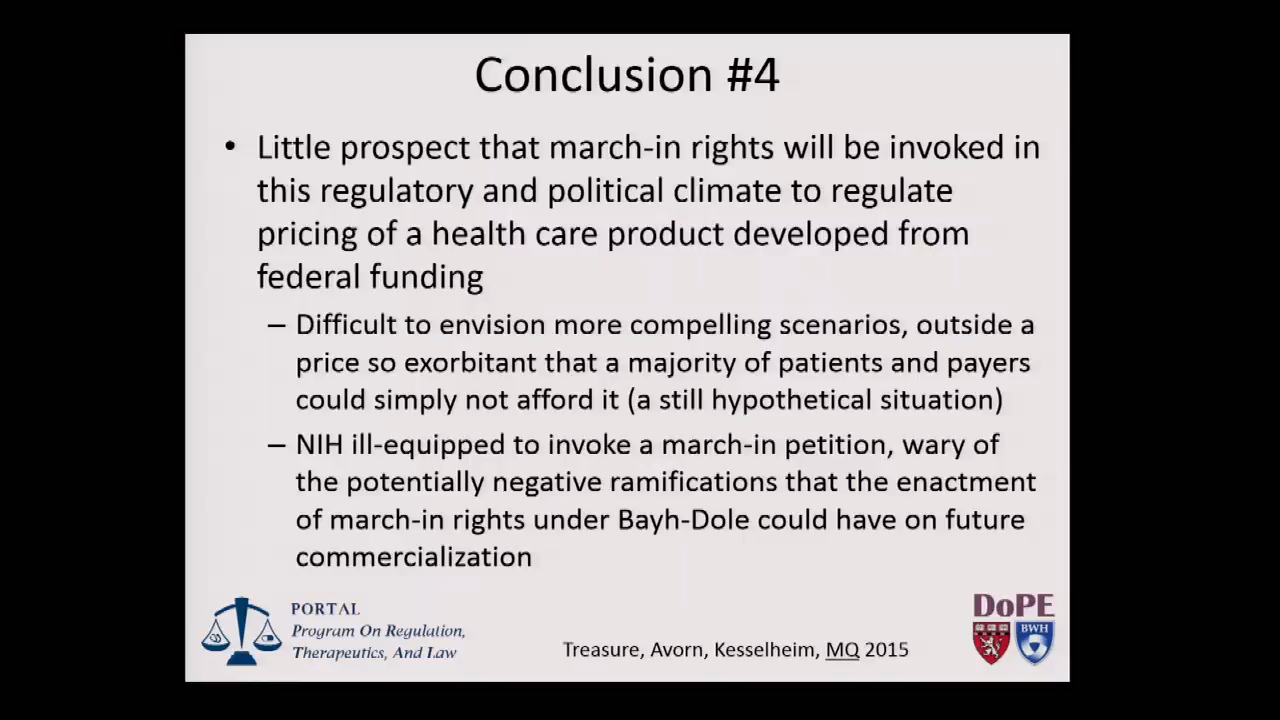 Conclusion #4
• Little prospect that march-in rights will be invoked in
this regulatory and political climate to regulate
pricing of a health care product developed from
federal funding
– Difficult to envision more compelling scenarios, outside a
price so exorbitant that a majority of patients and payers
could simply not afford it (a still hypothetical situation)
– NIH ill-equipped to invoke a march-in petition, wary of
the potentially negative ramifications that the enactment
of march-in rights under Bayh-Dole could have on future
commercialization
PORTAL
Program On Regulation,
Therapeutics, And Law
Treasure, Avorn, Kesselheim, MQ 2015
DoPE
BWH